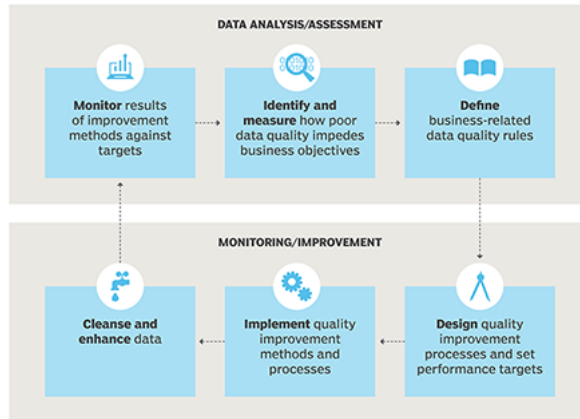 DATA ANALYSIS/ASSESSMENT
Monitor results
of improvement
methods against
targets
Identify and
measure how poor
data quality impedes
business objectives
Define
business-related
data quality rules
MONITORING/IMPROVEMENT
Cleanse and
enhance data
Implement quality
improvement
methods and
processes
Design quality
improvement
processes and set
performance targets